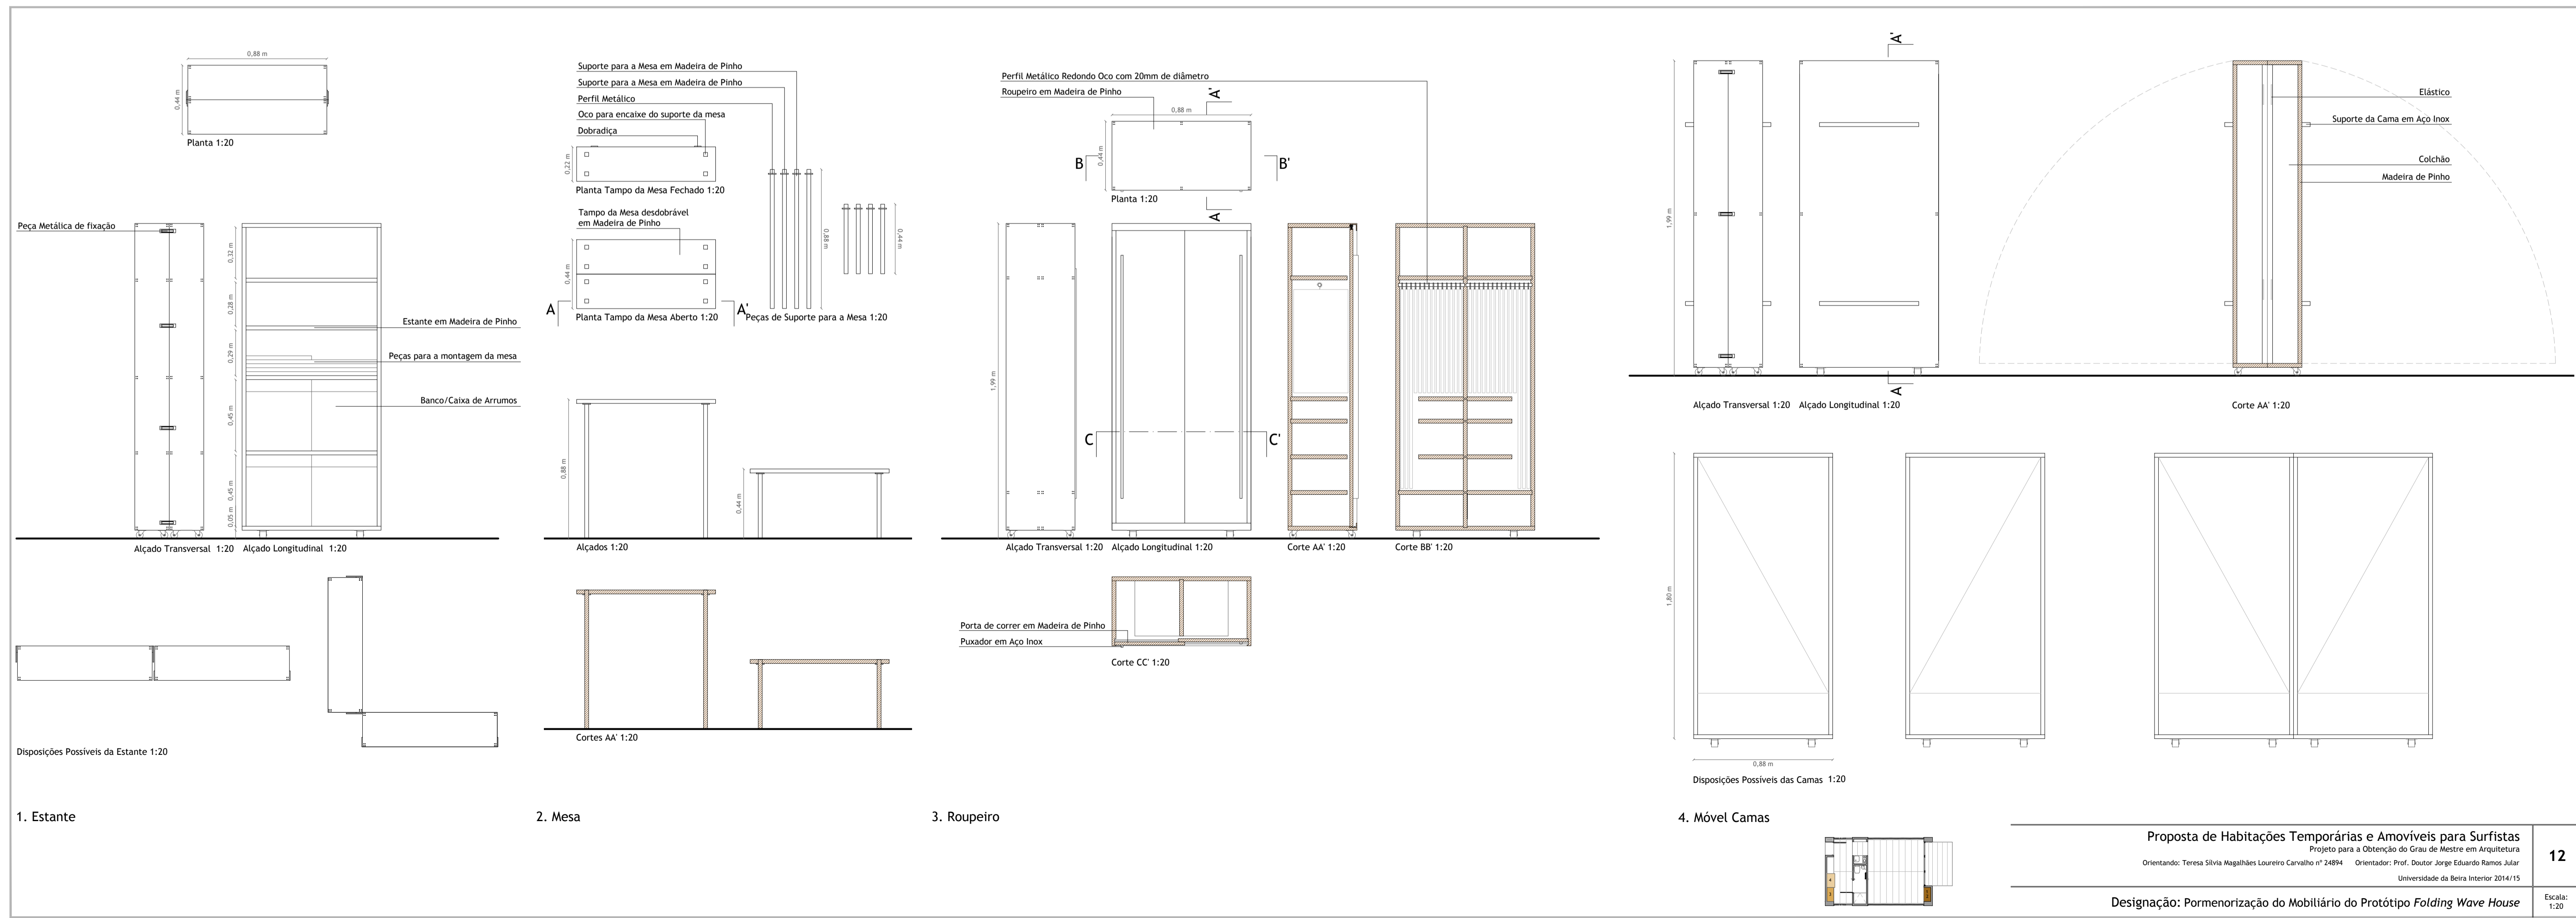 0,88 m
0,44 m
Planta 1:20
Peça Metálica de fixação
0,32 m
0,28 m
0,29 m
0,45 m
0,45 m
0,05 m
Estante em Madeira de Pinho
Peças para a montagem da mesa
Banco/Caixa de Arrumos
Alçado Transversal 1:20
Alçado Longitudinal 1:20
Disposições Possíveis da Estante 1:20
1. Estante
Suporte para a Mesa em Madeira de Pinho
Suporte para a Mesa em Madeira de Pinho
Perfil Metálico
Oco para encaixe do suporte da mesa
Dobradiça
0,22 m
Planta Tampo da Mesa Fechado 1:20
Tampo da Mesa desdobrável
em Madeira de Pinho
0,44 m
A
A'
Planta Tampo da Mesa Aberto 1:20
0,88 m
0,44 m
Peças de Suporte para a Mesa 1:20
0,88 m
0,44 m
Alçados 1:20
Cortes AA' 1:20
2. Mesa
Perfil Metálico Redondo Oco com 20mm de diâmetro
Roupeiro em Madeira de Pinho
0,88 m
A'
B
0,44 m
B'
Planta 1:20
A
1,99 m
C
C'
Alçado Transversal 1:20
Alçado Longitudinal 1:20
Corte AA' 1:20
Corte BB' 1:20
Porta de correr em Madeira de Pinho
Puxador em Aço Inox
Corte CC' 1:20
3. Roupeiro
A'
1,99 m
Elástico
Suporte da Cama em Aço Inox
Colchão
Madeira de Pinho
A
Alçado Transversal 1:20
Alçado Longitudinal 1:20
Corte AA' 1:20
1,80 m
0,88 m
Disposições Possíveis das Camas 1:20
4. Móvel Camas
Proposta de Habitações Temporárias e Amovíveis para Surfistas
Projeto para a Obtenção do Grau de Mestre em Arquitetura
Orientando: Teresa Sílvia Magalhães Loureiro Carvalho nº 24894 Orientador: Prof. Doutor Jorge Eduardo Ramos Jular
Universidade da Beira Interior 2014/15
12
Designação: Pormenorização do Mobiliário do Protótipo Folding Wave House
Escala:
1:20